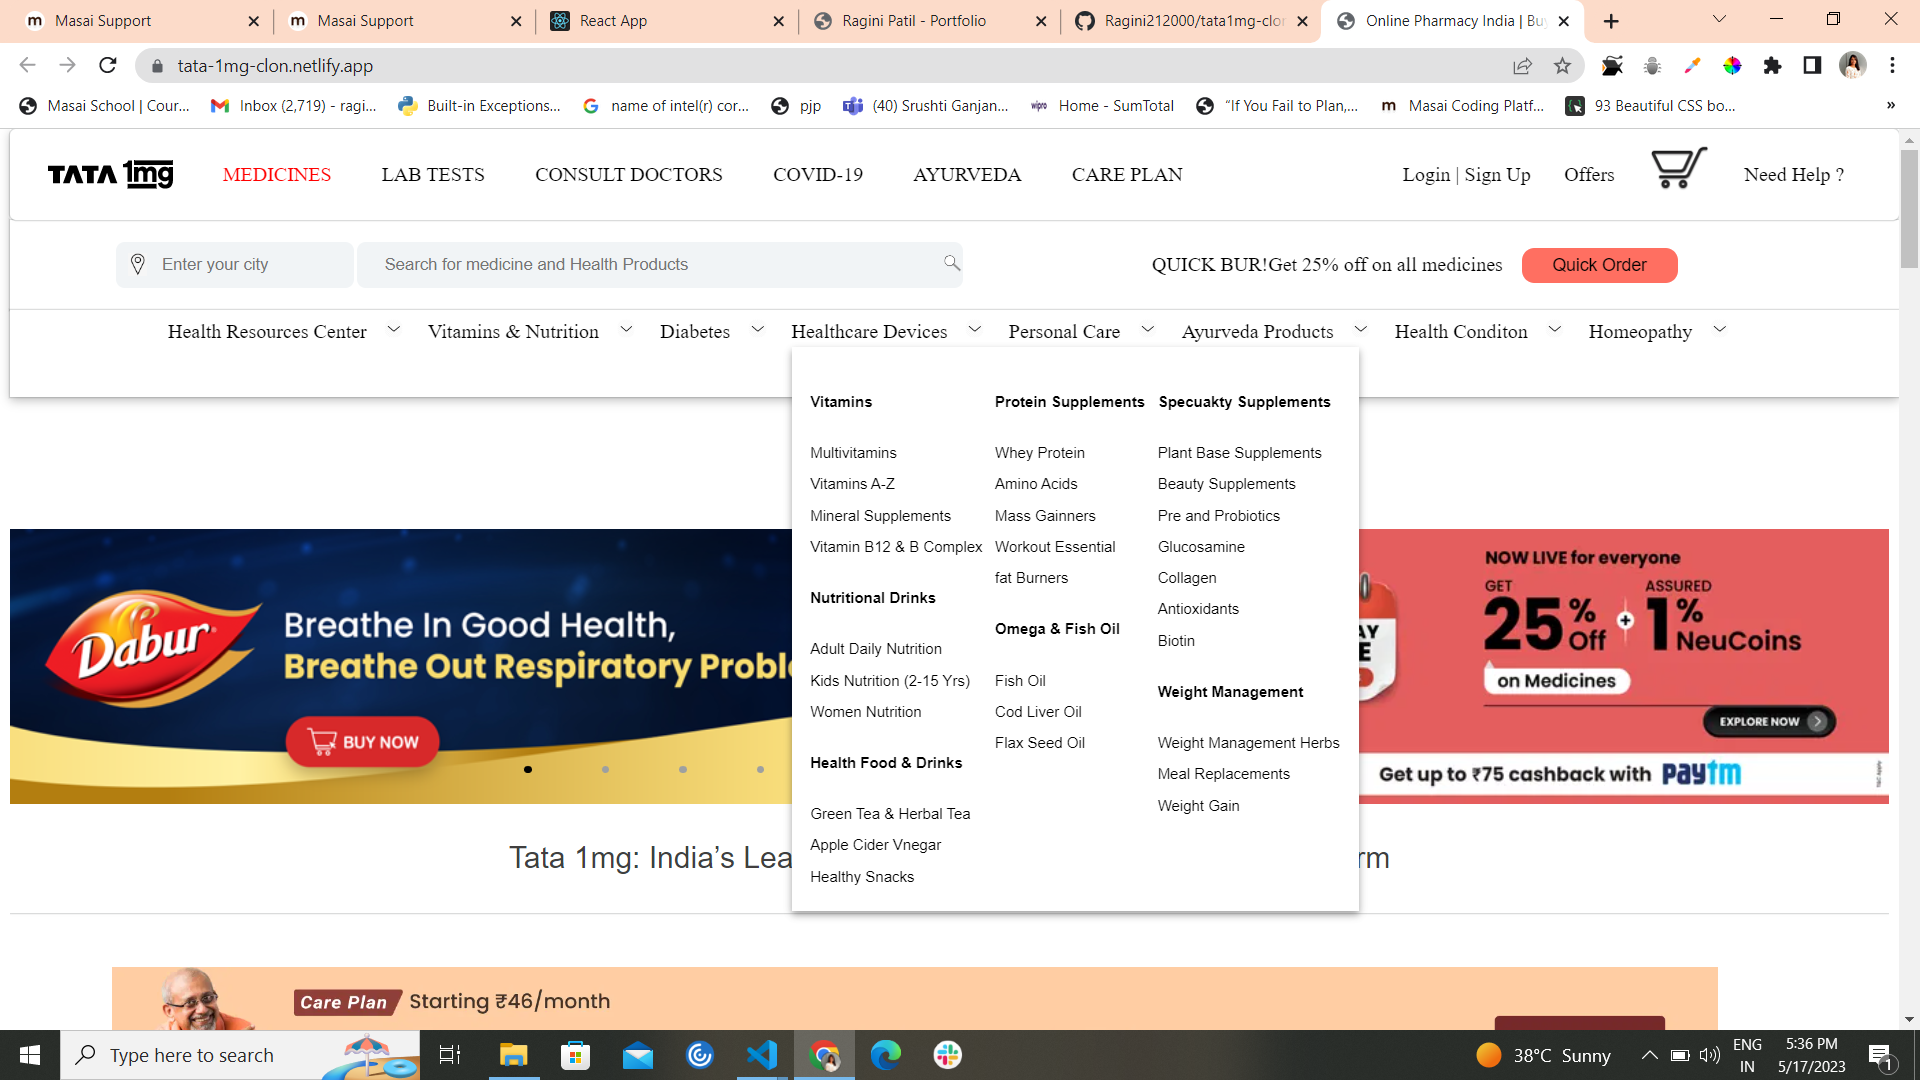 Masai Support
Masai Support
React App
Ragini Patil - Portfolio
Ragini212000/tata1mg-clon
Online Pharmacy India | Bu
tata-1mg-clon.netlify.app
Masai School | Cour...
Inbox (2,719) - ragi...
Built-in Exceptions...
name of intel(r) cor...
pjp
(40) Srushti Ganjan...
wipro
Home - SumTotal
“If You Fail to Plan,...
Masai Coding Platf...
93 Beautiful CSS bo...
»
TATA 1mg
MEDICINES
LAB TESTS
CONSULT DOCTORS
COVID-19
AYURVEDA
CARE PLAN
Login | Sign Up
Offers
Need Help ?
Enter your city
Search for medicine and Health Products
QUICK BUR!Get 25% off on all medicines
Quick Order
Health Resources Center
Vitamins & Nutrition
Diabetes
Healthcare Devices
Personal Care
Ayurveda Products
Health Conditon
Homeopathy
Vitamins
Multivitamins
Vitamins A-Z
Mineral Supplements
Vitamin B12 & B Complex
Nutritional Drinks
Adult Daily Nutrition
Kids Nutrition (2-15 Yrs)
Women Nutrition
Health Food & Drinks
Green Tea & Herbal Tea
Apple Cider Vnegar
Healthy Snacks
Protein Supplements
Whey Protein
Amino Acids
Mass Gainners
Workout Essential
fat Burners
Omega & Fish Oil
Fish Oil
Cod Liver Oil
Flax Seed Oil
Specuakty Supplements
Plant Base Supplements
Beauty Supplements
Pre and Probiotics
Glucosamine
Collagen
Antioxidants
Biotin
Weight Management
Weight Management Herbs
Meal Replacements
Weight Gain
Dabur
Breathe In Good Health,
Breathe Out Respiratory Proble
BUY NOW
NOW LIVE for everyone
GET
25% Off
+
ASSURED
1% NeuCoins
on Medicines
EXPLORE NOW
Get up to ₹75 cashback with paytm
AY
E
Tata 1mg: India’s Lea
rm
Care Plan
Starting ₹46/month
Type here to search
38°C Sunny
ENG
IN
5:36 PM
5/17/2023
1